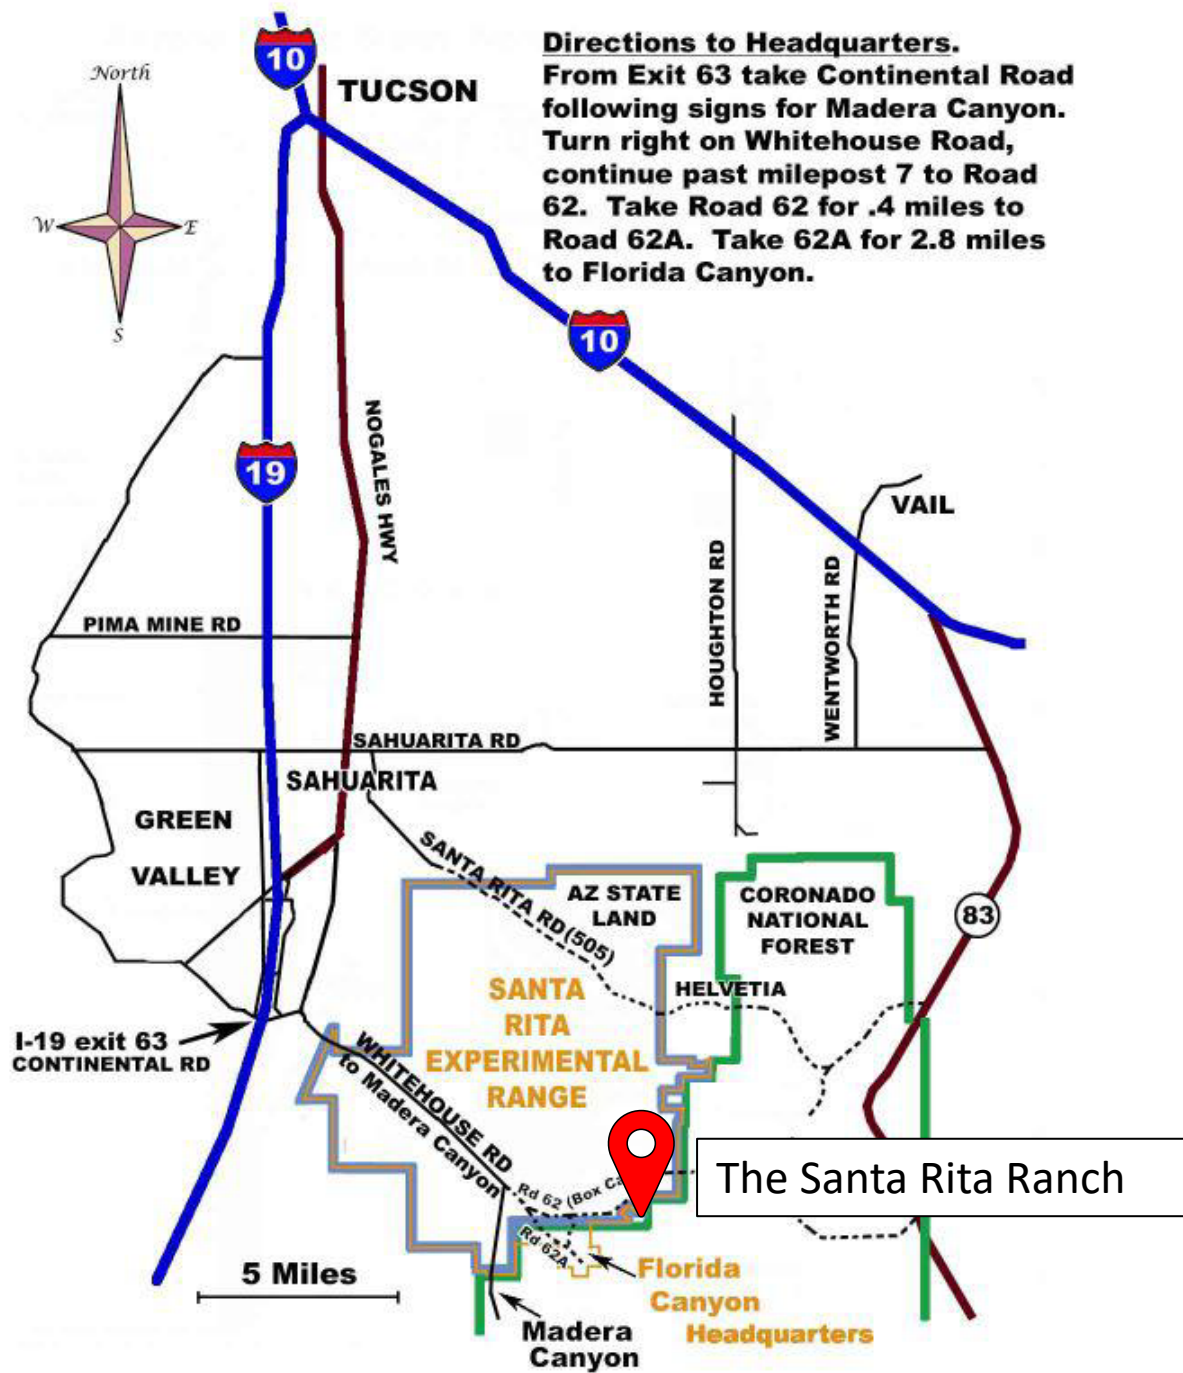 Directions to Headquarters.
From Exit 63 take Continental Road
following signs for Madera Canyon.
Turn right on Whitehouse Road,
continue past milepost 7 to Road
62. Take Road 62 for .4 miles to
Road 62A. Take 62A for 2.8 miles
to Florida Canyon.
North
W
E
S
10
TUCSON
10
19
NOGALES HWY
VAIL
HOUGHTON RD
WENTWORTH RD
PIMA MINE RD
SAHUARITA RD
SAHUARITA
GREEN
VALLEY
SANTA RITA RD(505)
AZ STATE
LAND
CORONADO
NATIONAL
FOREST
83
HELVETIA
SANTA
RITA
EXPERIMENTAL
RANGE
I-19 exit 63
CONTINENTAL RD
WHITEHOUSE RD
to Madera Canyon
The Santa Rita Ranch
Rd 62 (Box
Rd 62A
5 Miles
Florida
Canyon
Headquarters
Madera
Canyon